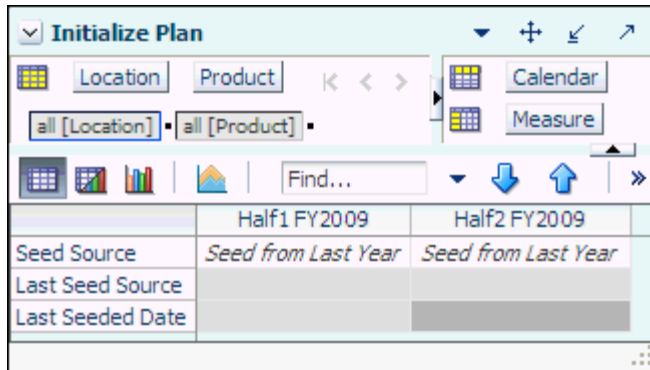 Initialize Plan
Location Product Calendar
all [Location] all [Product] Measure
Find...
Half1 FY2009 Half2 FY2009
Seed Source Seed from Last Year Seed from Last Year
Last Seed Source
Last Seeded Date